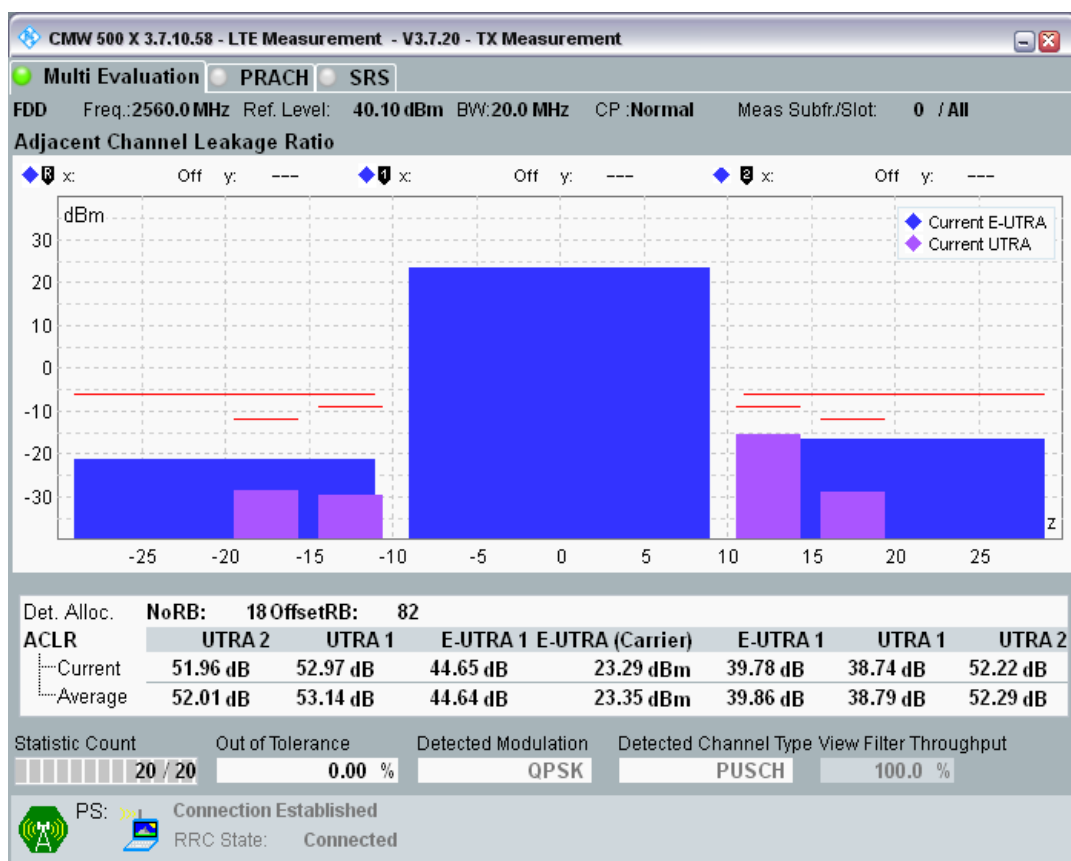 CMW 500 X 3.7.10.58 - LTE Measurement - V3.7.20 - TX Measurement
Multi Evaluation PRACH SRS
FDD Freq.:2560.0 MHz Ref. Level: 40.10 dBm BW:20.0 MHz CP :Normal Meas Subfr./Slot: 0 / All
Adjacent Channel Leakage Ratio
R x: Off y: --- 1 x: Off y: --- 2 x: Off y: ---
dBm
Current E-UTRA
Current UTRA
30
20
10
0
-10
-20
-30
z
-25 -20 -15 -10 -5 0 5 10 15 20 25
Det. Alloc. NoRB: 18 OffsetRB: 82
ACLR UTRA 2 UTRA 1 E-UTRA 1 E-UTRA (Carrier) E-UTRA 1 UTRA 1 UTRA 2
Current 51.96 dB 52.97 dB 44.65 dB 23.29 dBm 39.78 dB 38.74 dB 52.22 dB
Average 52.01 dB 53.14 dB 44.64 dB 23.35 dBm 39.86 dB 38.79 dB 52.29 dB
Statistic Count Out of Tolerance Detected Modulation Detected Channel Type View Filter Throughput
20 / 20 0.00 % QPSK PUSCH 100.0 %
PS: Connection Established
RRC State: Connected